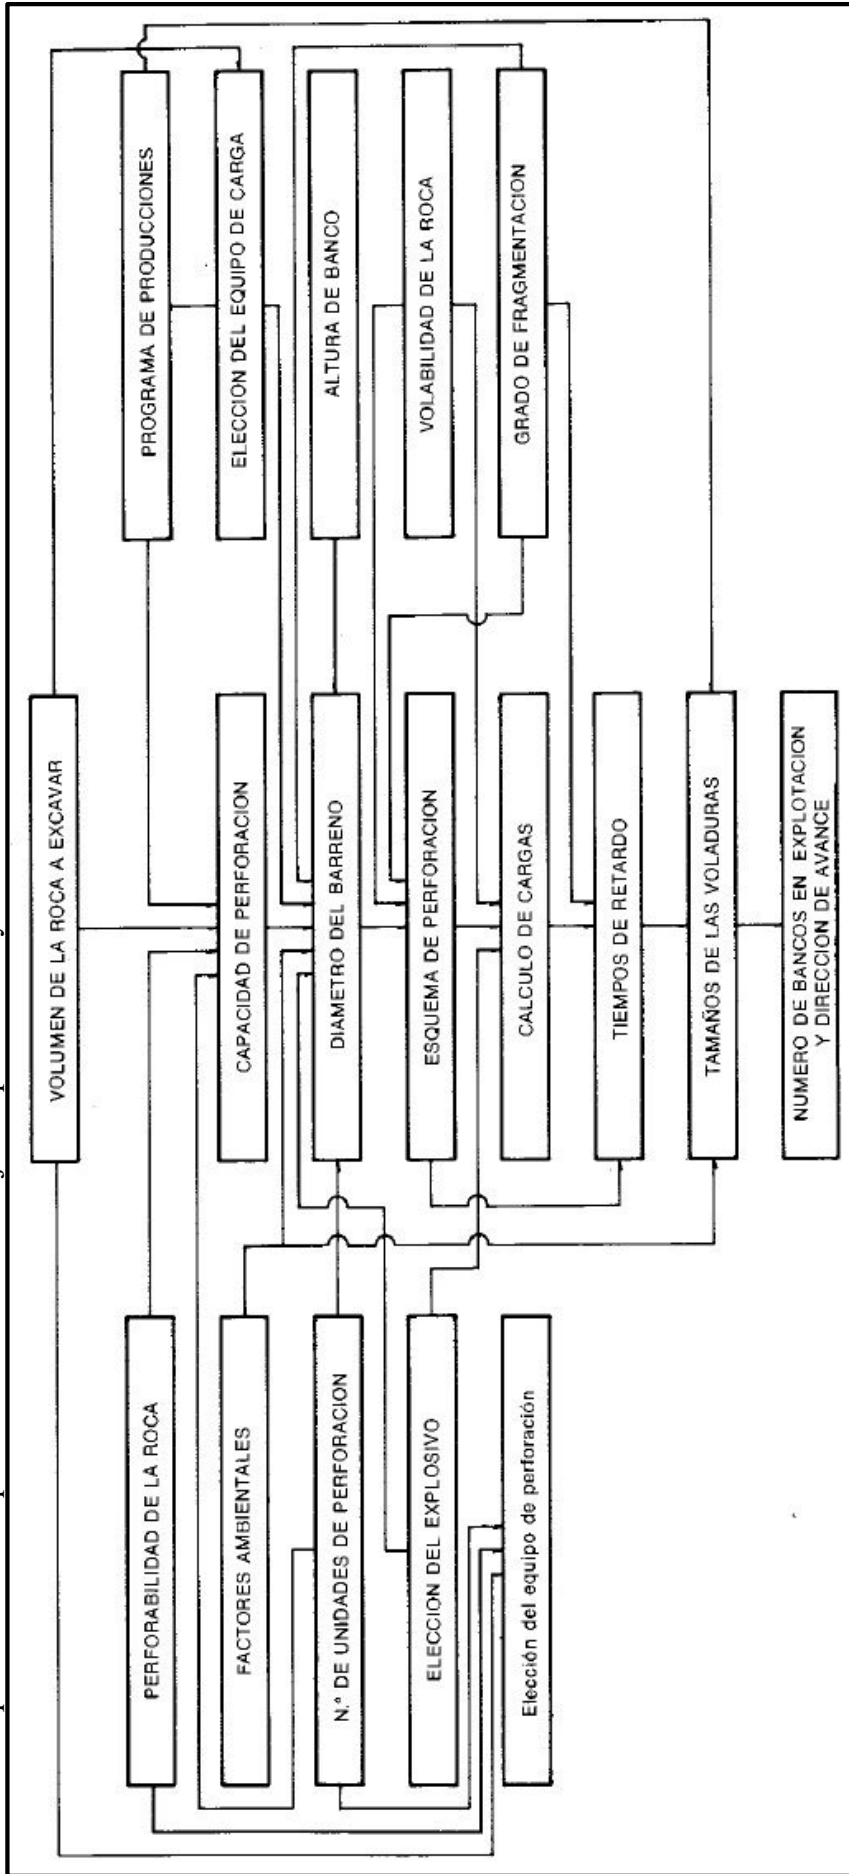 VOLUMEN DE LA ROCA A EXCAVAR
PERFORABILIDAD DE LA ROCA
PROGRAMA DE PRODUCCIONES
FACTORES AMBIENTALES
CAPACIDAD DE PERFORACION
ELECCION DEL EQUIPO DE CARGA
N.º DE UNIDADES DE PERFORACION
DIAMETRO DEL BARRENO
ALTURA DE BANCO
ELECCION DEL EXPLOSIVO
ESQUEMA DE PERFORACION
VOLABILIDAD DE LA ROCA
Elección del equipo de perforación
CALCULO DE CARGAS
GRADO DE FRAGMENTACION
TIEMPOS DE RETARDO
TAMAÑOS DE LAS VOLADURAS
NUMERO DE BANCOS EN EXPLOTACION
Y DIRECCION DE AVANCE